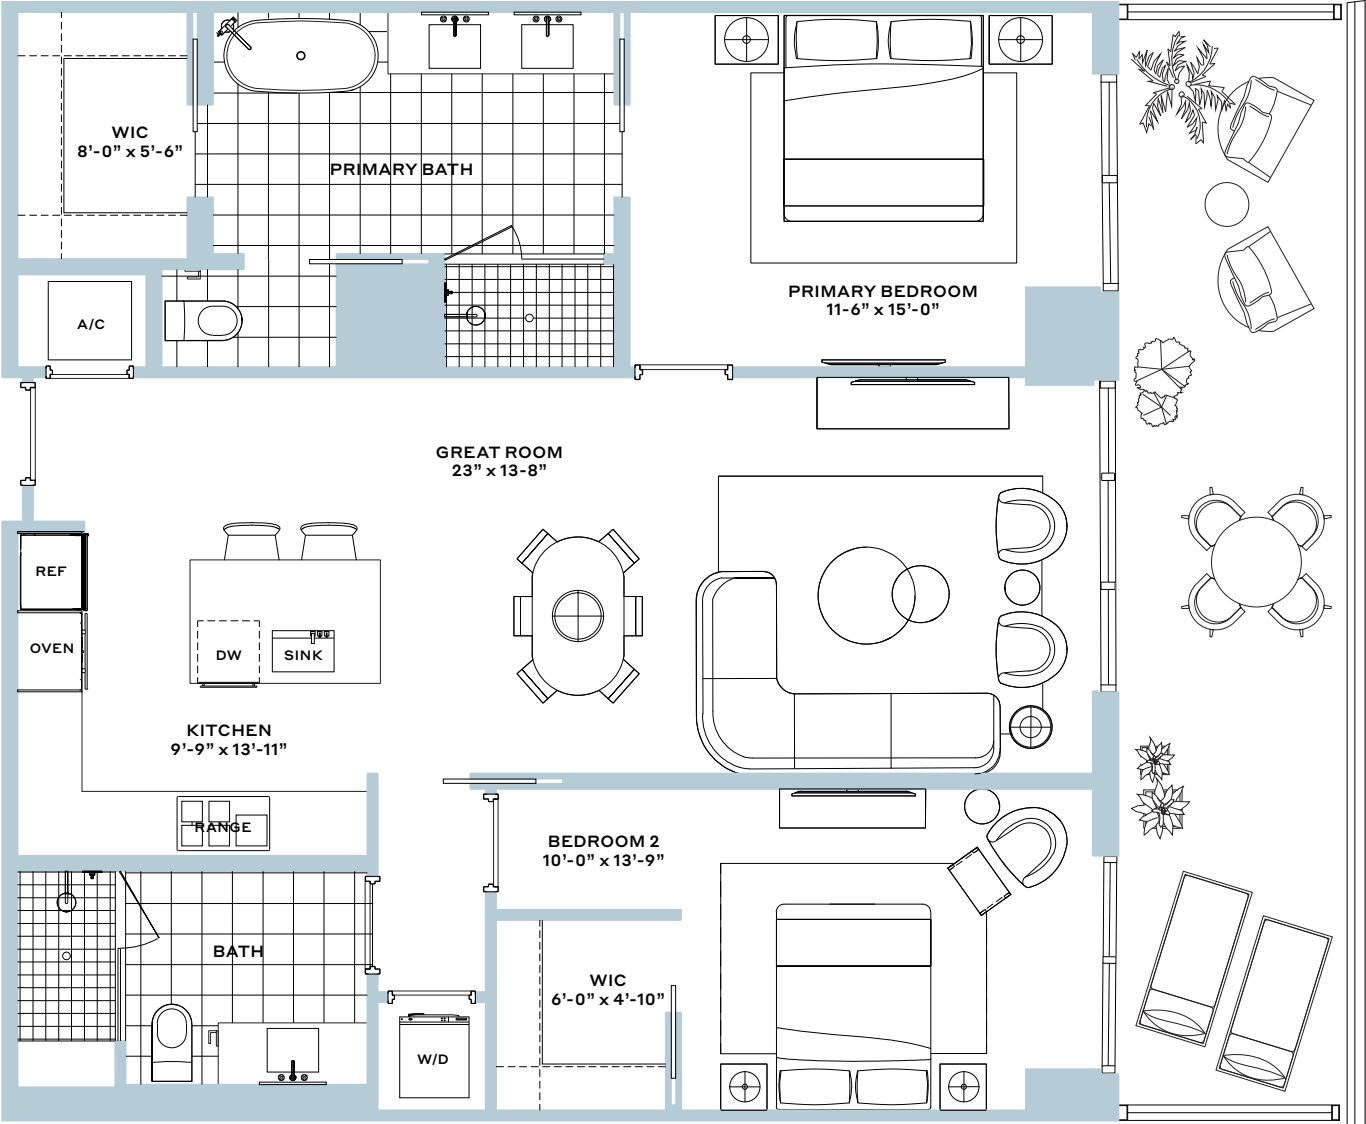 WIC
8’-0” x 5’-6”
PRIMARY BATH
PRIMARY BEDROOM
11-6” x 15’-0”
A/C
GREAT ROOM
23” x 13-8”
REF
OVEN
DW
SINK
KITCHEN
9’-9” x 13’-11”
RANGE
BEDROOM 2
10’-0” x 13’-9”
BATH
WIC
6’-0” x 4’-10”
W/D